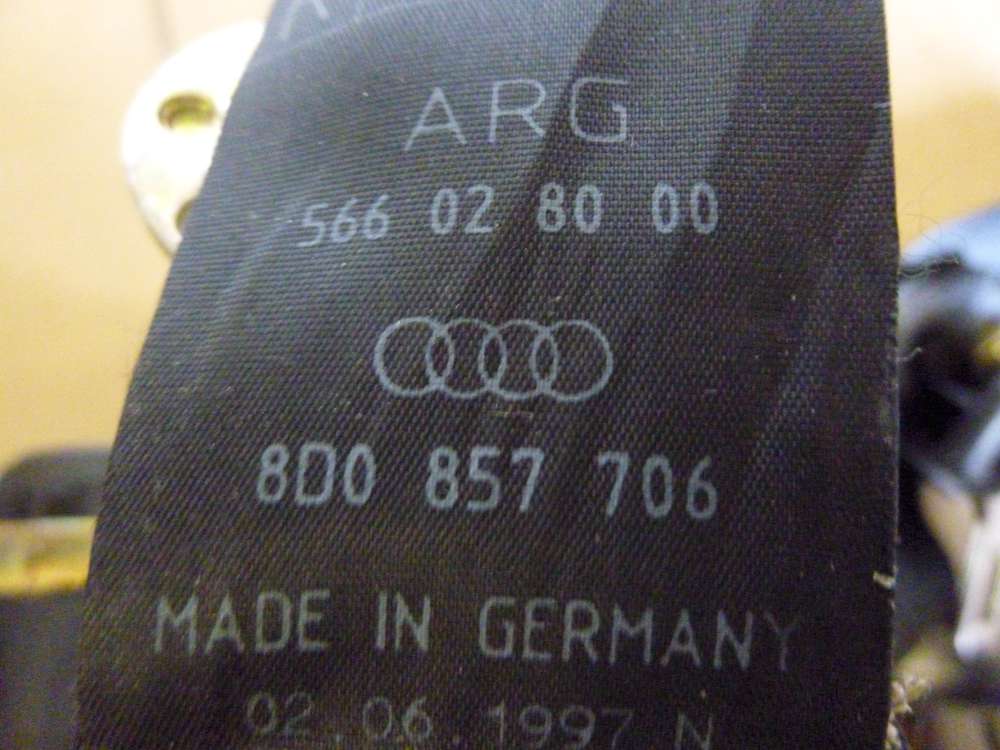 ARG
566 02 80 00
8D0 857 706
MADE IN GERMANY
02.06.1997 N